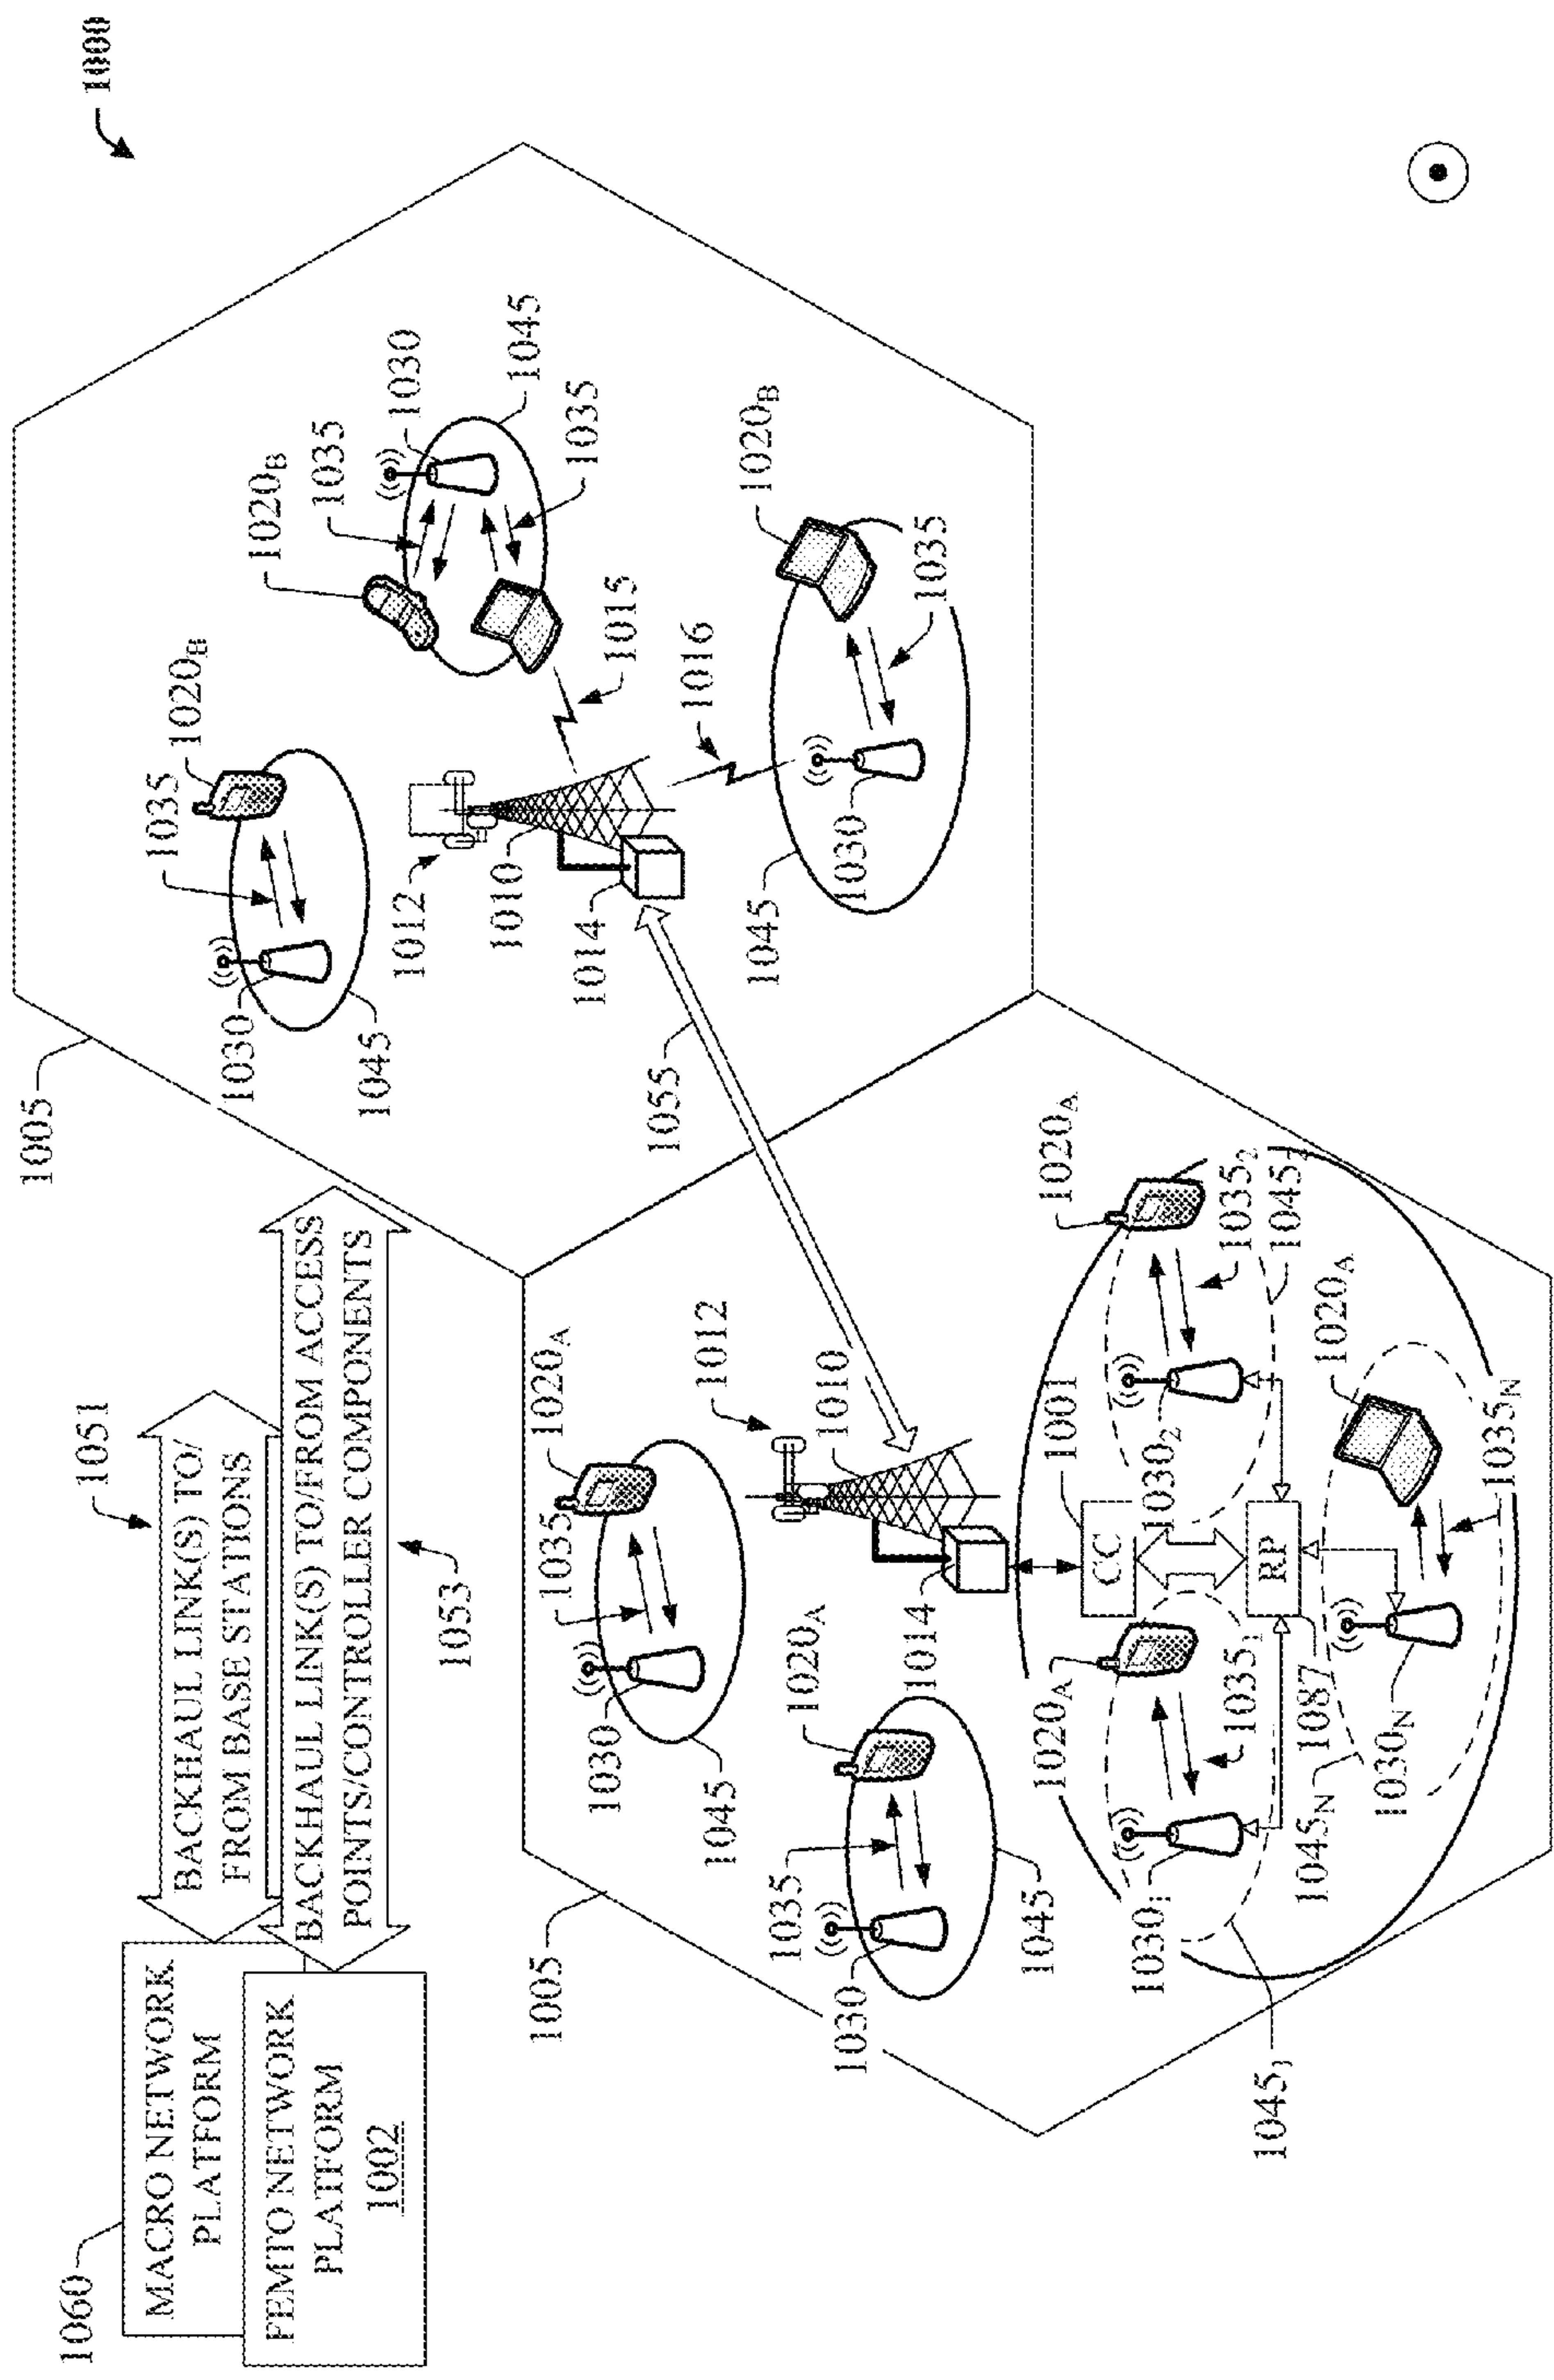 1000
1060
MACRO NETWORK
PLATFORM
FEMTO NETWORK
PLATFORM
1002
1051
BACKHAUL LINK(S) TO/
FROM BASE STATIONS
BACKHAUL LINK(S) TO/FROM ACCESS
POINTS/CONTROLLER COMPONENTS
1053
1005
1030
1045
1035
1020B
1012
1010
1014
1055
1020B
1035
1030
1045
1035
1015
1016
1020B
1035
1030
1045
1005
1030
1035
1020A
1045
1012
1010
1014
1030
1035
1020A
1045
1001
CC
RP
1087
1020A
1035₁
1030₁
1045₁
1020A
1035₂
1045₂
1030₂
1020A
1035N
1030N
1045N